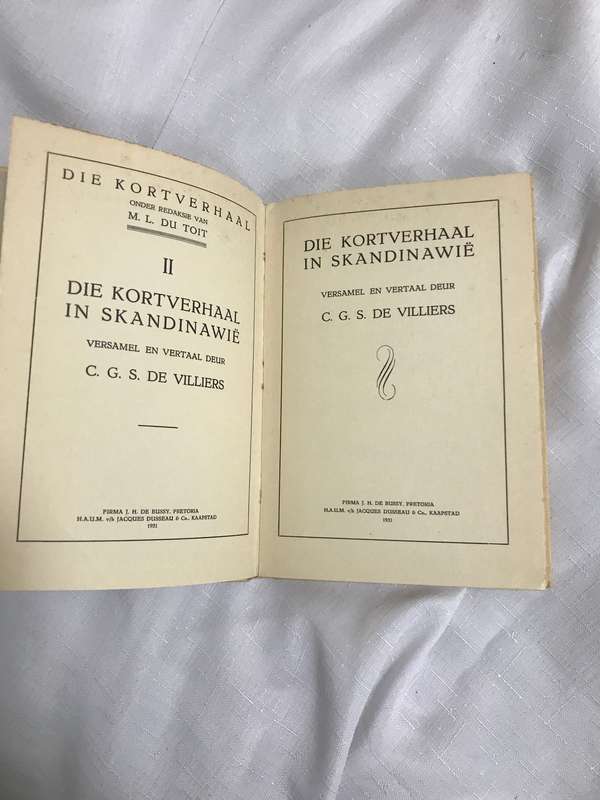 DIE KORTVERHAAL
ONDER REDAKSIE VAN
M. L. DU TOIT
II
DIE KORTVERHAAL
IN SKANDINAWIË
VERSAMEL EN VERTAAL DEUR
C. G. S. DE VILLIERS
FIRMA J. H. DE BUSSY, PRETORIA
H.A.U.M. v/h JACQUES DUSSEAU & Co., KAAPSTAD
1931
DIE KORTVERHAAL
IN SKANDINAWIË
VERSAMEL EN VERTAAL DEUR
C. G. S. DE VILLIERS
FIRMA J. H. DE BUSSY, PRETORIA
H.A.U.M. v/h JACQUES DUSSEAU & Co., KAAPSTAD
1931